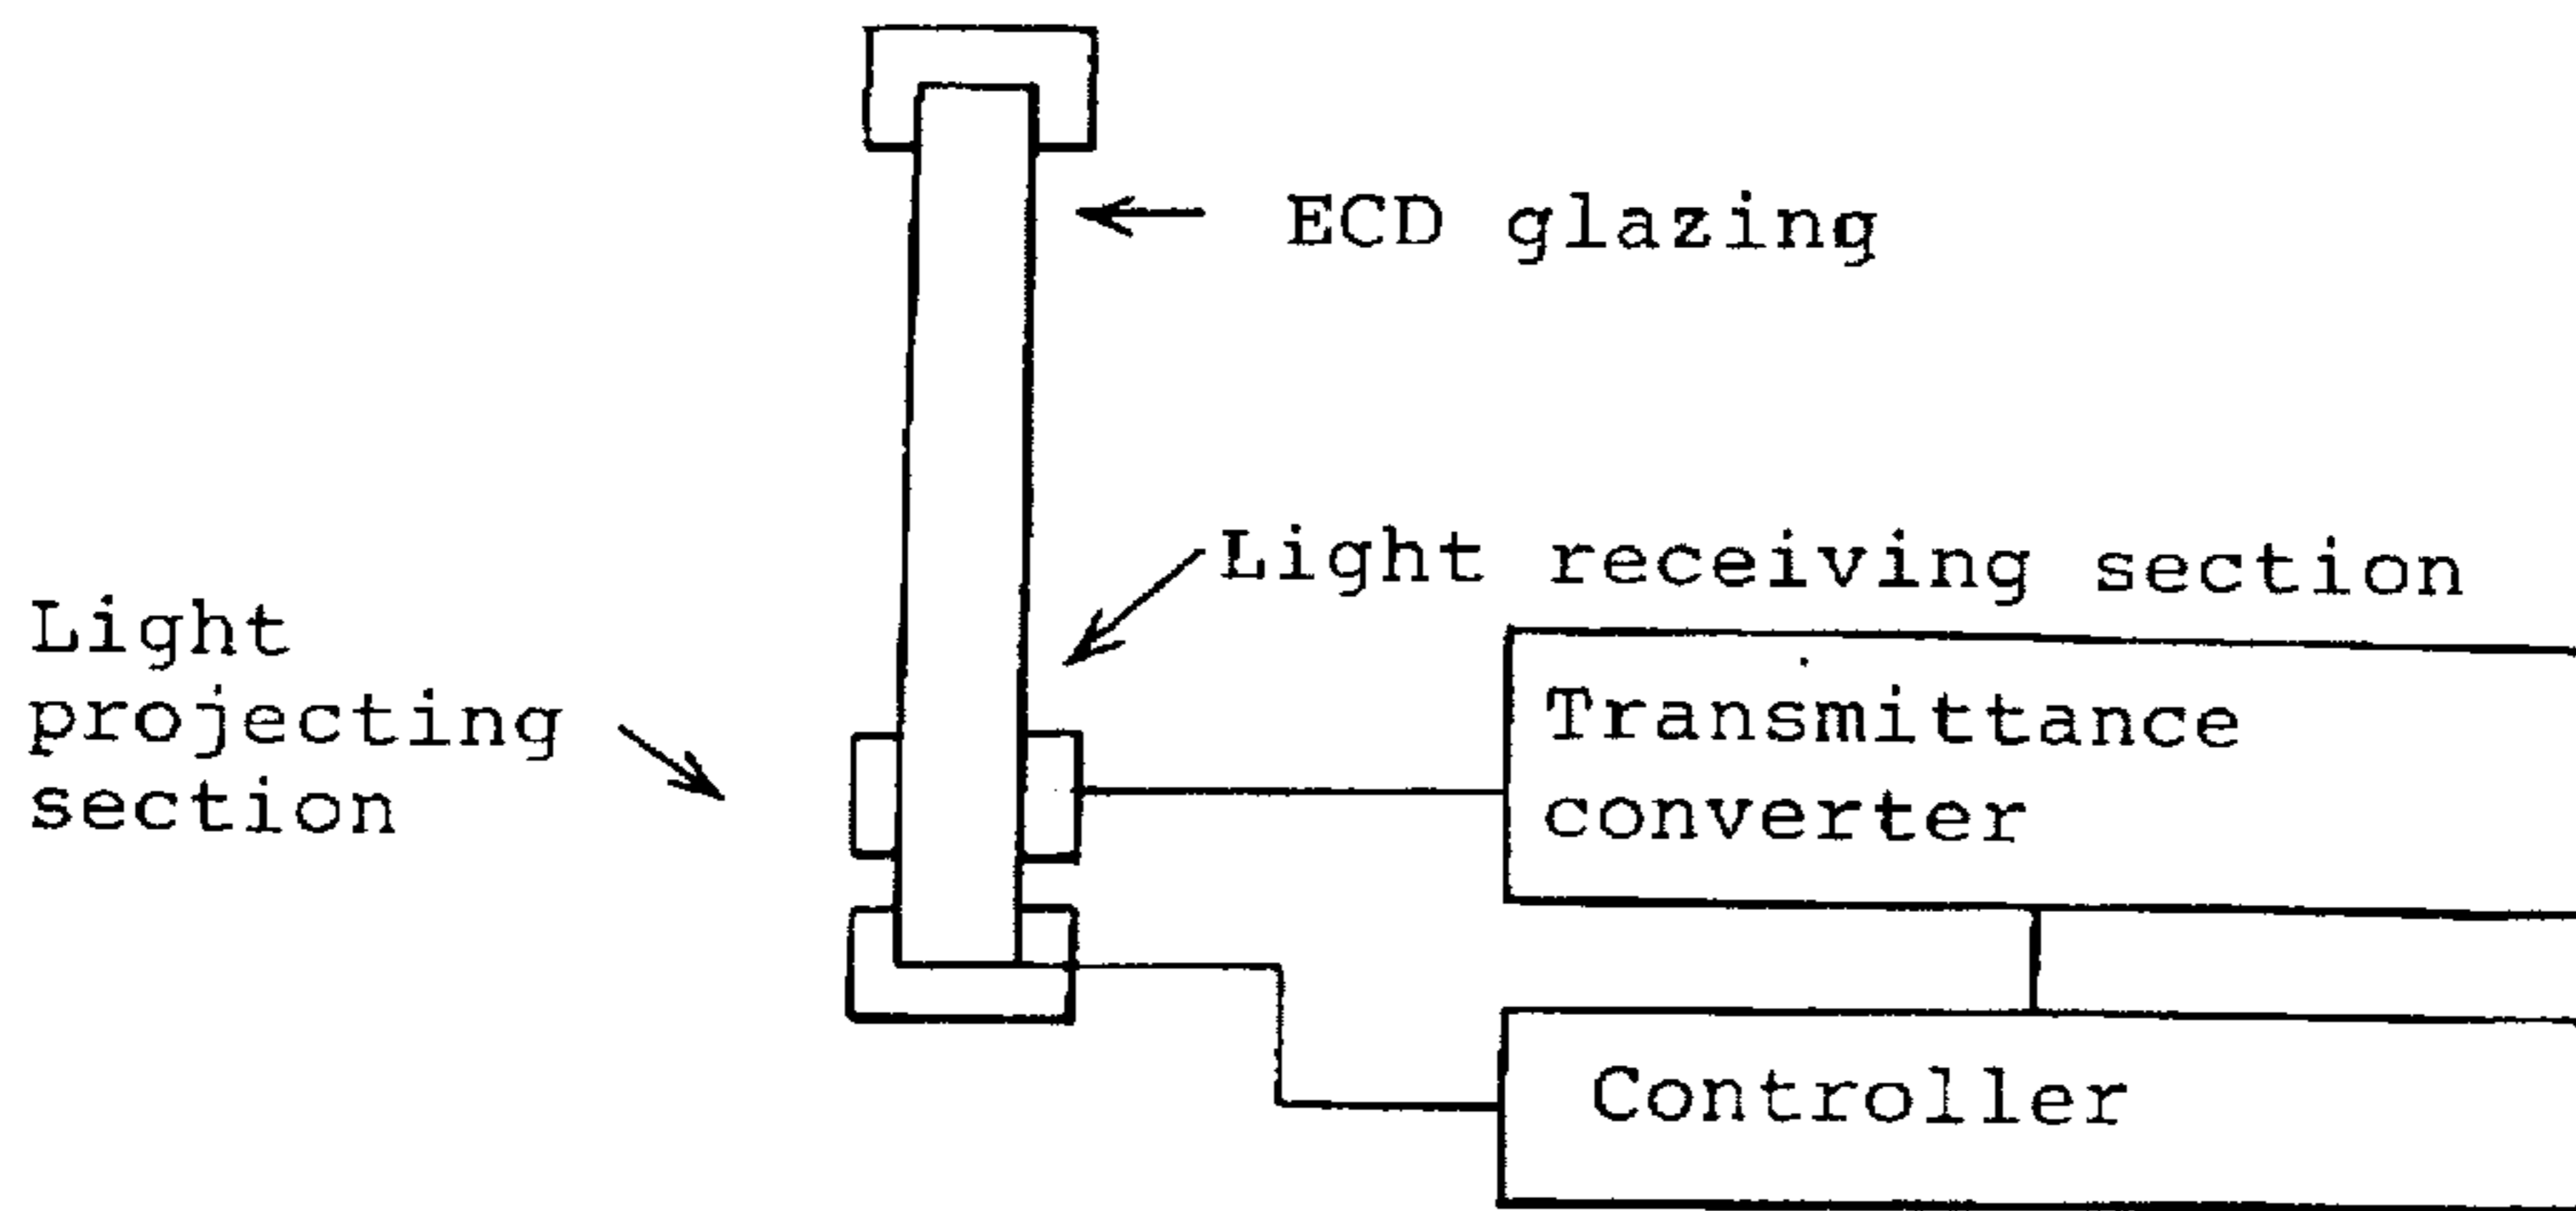 ECD glazing
Light receiving section
Light
projecting
section
Transmittance
converter
Controller